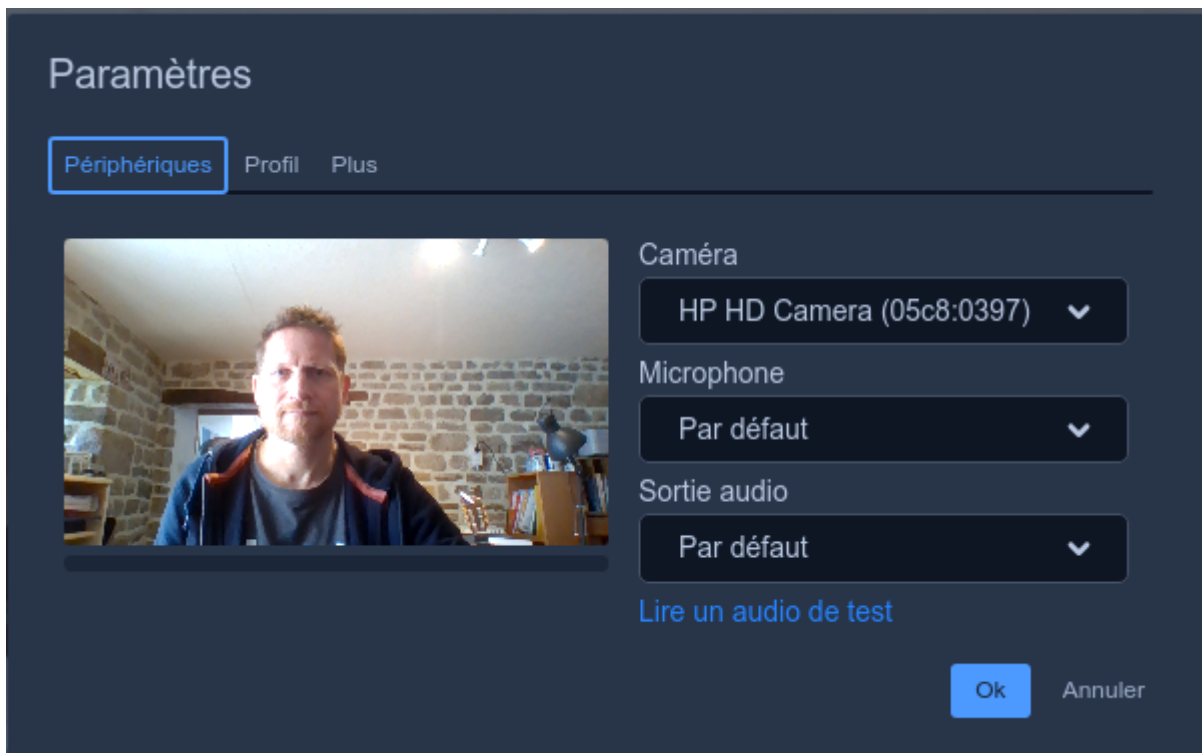 Paramètres
Périphériques Profil Plus
Caméra
HP HD Camera (05c8:0397)
Microphone
Par défaut
Sortie audio
Par défaut
Lire un audio de test
Ok Annuler